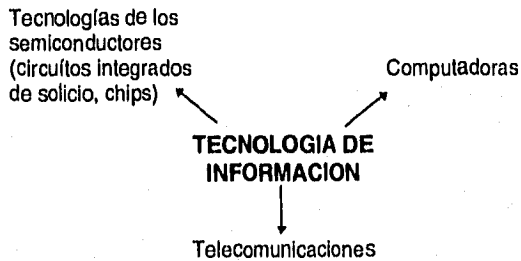 Tecnologías de los
semiconductores
(circuítos integrados
de solicio, chips)
Computadoras
TECNOLOGIA DE
INFORMACION
Telecomunicaciones